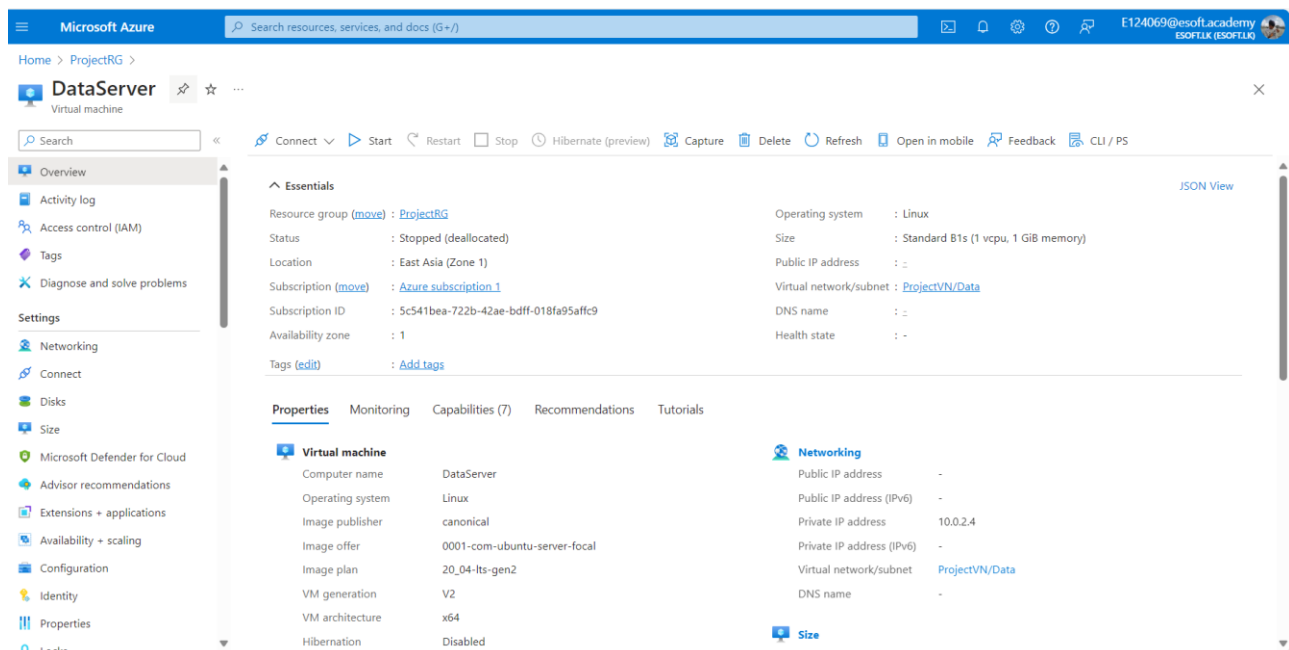 Microsoft Azure
Search resources, services, and docs (G+/)
E124069@esoft.academy
ESOFT.LK (ESOFT.LK)
Home > ProjectRG >
DataServer
Virtual machine
Search
Connect Start Restart Stop Hibernate (preview) Capture Delete Refresh Open in mobile Feedback CLI / PS
Overview
Activity log
Access control (IAM)
Tags
Diagnose and solve problems
Settings
Networking
Connect
Disks
Size
Microsoft Defender for Cloud
Advisor recommendations
Extensions + applications
Availability + scaling
Configuration
Identity
Properties
Locks
Essentials
JSON View
Resource group (move) : ProjectRG
Status : Stopped (deallocated)
Location : East Asia (Zone 1)
Subscription (move) : Azure subscription 1
Subscription ID : 5c541bea-722b-42ae-bdff-018fa95affc9
Availability zone : 1
Tags (edit) : Add tags
Operating system : Linux
Size : Standard B1s (1 vcpu, 1 GiB memory)
Public IP address : -
Virtual network/subnet : ProjectVN/Data
DNS name : -
Health state : -
Properties Monitoring Capabilities (7) Recommendations Tutorials
Virtual machine
Computer name DataServer
Operating system Linux
Image publisher canonical
Image offer 0001-com-ubuntu-server-focal
Image plan 20_04-lts-gen2
VM generation V2
VM architecture x64
Hibernation Disabled
Networking
Public IP address -
Public IP address (IPv6) -
Private IP address 10.0.2.4
Private IP address (IPv6) -
Virtual network/subnet ProjectVN/Data
DNS name -
Size